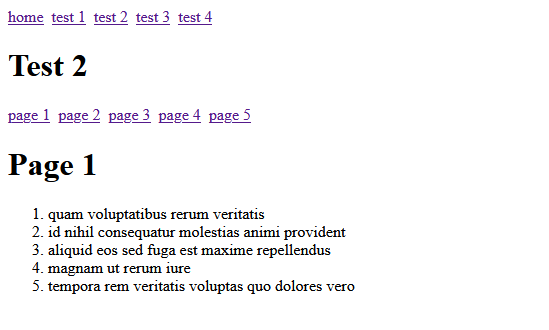 home test 1 test 2 test 3 test 4
Test 2
page 1 page 2 page 3 page 4 page 5
Page 1
1. quam voluptatibus rerum veritatis
2. id nihil consequatur molestias animi provident
3. aliquid eos sed fuga est maxime repellendus
4. magnam ut rerum iure
5. tempora rem veritatis voluptas quo dolores vero